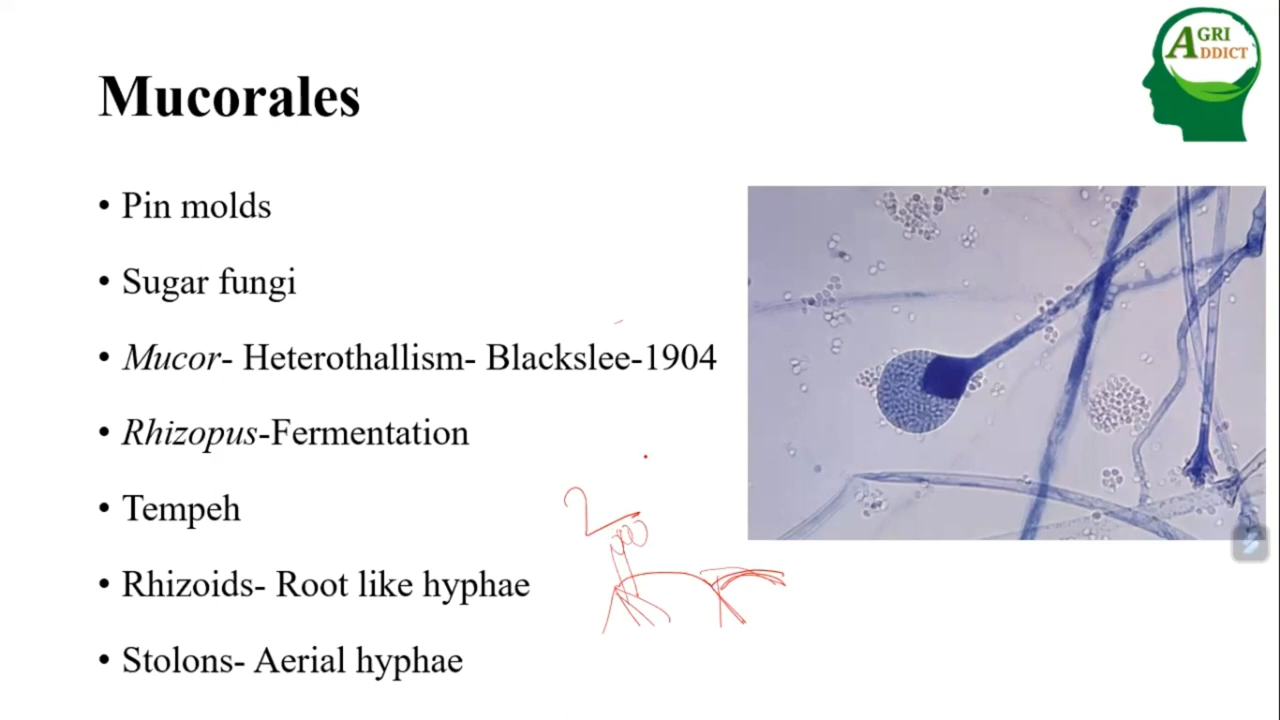 AGRI
ADDICT
Mucorales
• Pin molds
• Sugar fungi
• Mucor- Heterothallism- Blackslee-1904
• Rhizopus-Fermentation
• Tempeh
• Rhizoids- Root like hyphae
• Stolons- Aerial hyphae